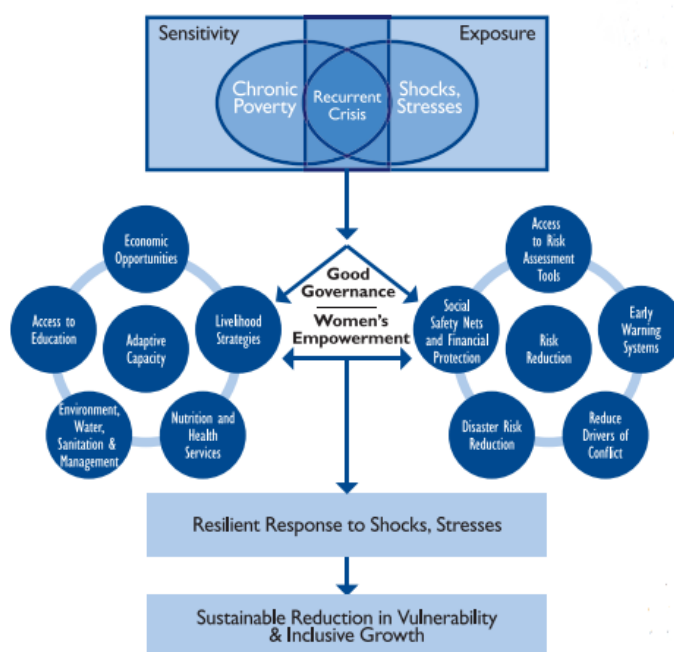 Sensitivity
Exposure
Chronic
Poverty
Recurrent
Crisis
Shocks,
Stresses
Economic
Opportunities
Access to
Education
Adaptive
Capacity
Livelihood
Strategies
Environment,
Water,
Sanitation &
Management
Nutrition and
Health
Services
Good
Governance
Women's
Empowerment
Access
to Risk
Assessment
Tools
Social
Safety Nets
and Financial
Protection
Risk
Reduction
Early
Warning
Systems
Disaster Risk
Reduction
Reduce
Drivers of
Conflict
Resilient Response to Shocks, Stresses
Sustainable Reduction in Vulnerability
& Inclusive Growth